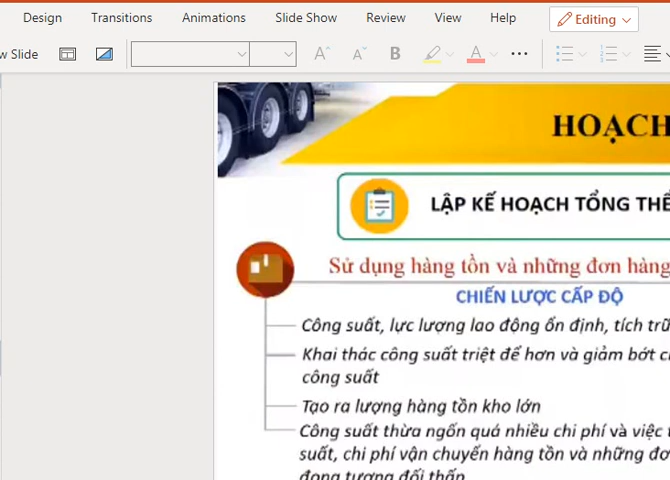 Design Transitions Animations Slide Show Review View Help Editing
Slide
HOẠCH
LẬP KẾ HOẠCH TỔNG THỂ
Sử dụng hàng tồn và những đơn hàng
CHIẾN LƯỢC CẤP ĐỘ
Công suất, lực lượng lao động ổn định, tích trữ
Khai thác công suất triệt để hơn và giảm bớt
công suất
Tạo ra lượng hàng tồn kho lớn
Công suất thừa ngốn quá nhiều chi phí và việc
suất, chi phí vận chuyển hàng tồn và những
đọng tương đối thấp